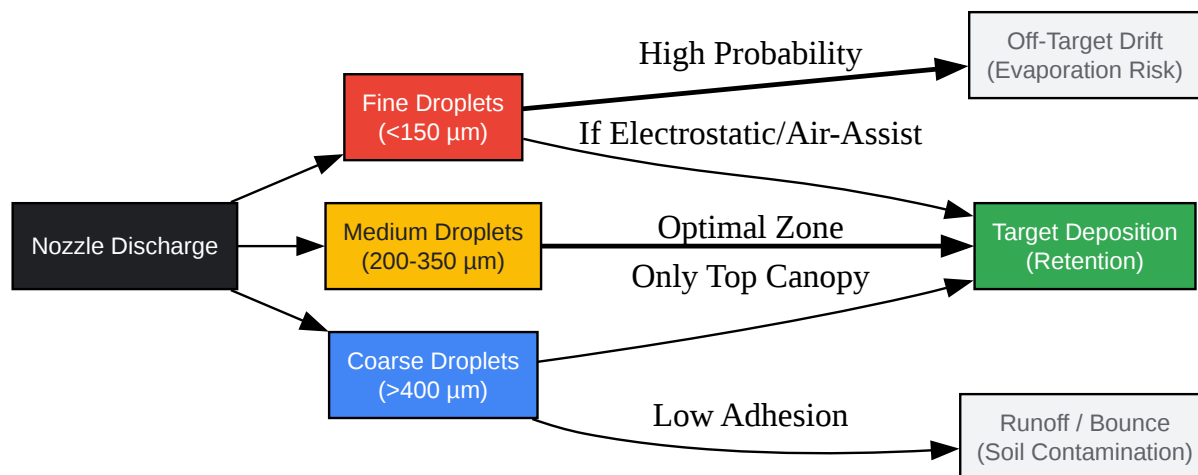 High Probability
Off-Target Drift
(Evaporation Risk)
Fine Droplets
(<150 µm)
If Electrostatic/Air-Assist
Nozzle Discharge
Medium Droplets
(200-350 µm)
Optimal Zone
Target Deposition
(Retention)
Only Top Canopy
Coarse Droplets
(>400 µm)
Low Adhesion
Runoff / Bounce
(Soil Contamination)